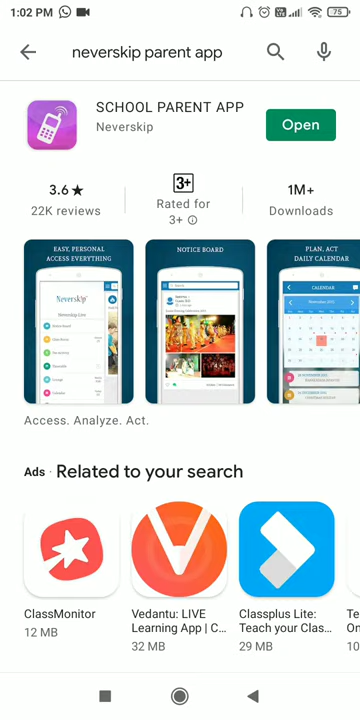 1:02 PM
75
neverskip parent app
SCHOOL PARENT APP
Neverskip
Open
3.6★
22K reviews
3+
Rated for
3+
1M+
Downloads
EASY, PERSONAL
ACCESS EVERYTHING
Neverskip
NOTICE BOARD
PLAN, ACT
DAILY CALENDAR
CALENDAR
Access. Analyze. Act.
Ads · Related to your search
ClassMonitor
12 MB
Vedantu: LIVE
Learning App | C...
32 MB
Classplus Lite:
Teach your Clas...
29 MB